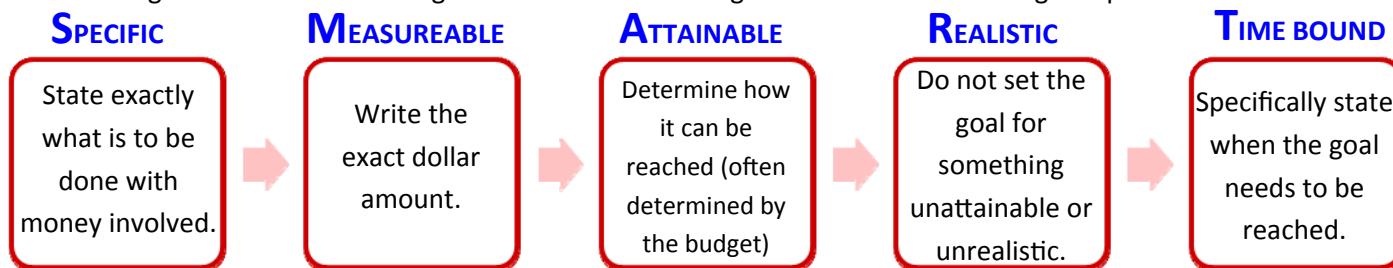 SPECIFIC
MEASUREABLE
ATTAINABLE
REALISTIC
TIME BOUND
State exactly
what is to be
done with
money involved.
Write the
exact dollar
amount.
Determine how
it can be
reached (often
determined by
the budget)
Do not set the
goal for
something
unattainable or
unrealistic.
Specifically state
when the goal
needs to be
reached.